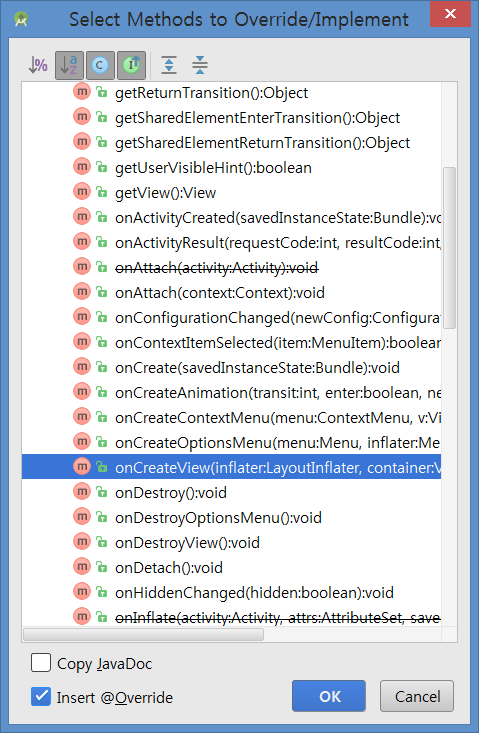 Select Methods to Override/Implement
getReturnTransition():Object
getSharedElementEnterTransition():Object
getSharedElementReturnTransition():Object
getUserVisibleHint():boolean
getView():View
onActivityCreated(savedInstanceState:Bundle):vo
onActivityResult(requestCode:int, resultCode:int,
onAttach(activity:Activity):void
onAttach(context:Context):void
onConfigurationChanged(newConfig:Configurat
onContextItemSelected(item:MenuItem):boolean
onCreate(savedInstanceState:Bundle):void
onCreateAnimation(transit:int, enter:boolean, ne
onCreateContextMenu(menu:ContextMenu, v:Vi
onCreateOptionsMenu(menu:Menu, inflater:Me
onCreateView(inflater:LayoutInflater, container:V
onDestroy():void
onDestroyOptionsMenu():void
onDestroyView():void
onDetach():void
onHiddenChanged(hidden:boolean):void
onInflate(activity:Activity, attrs:AttributeSet, save
Copy JavaDoc
Insert @Override
OK
Cancel